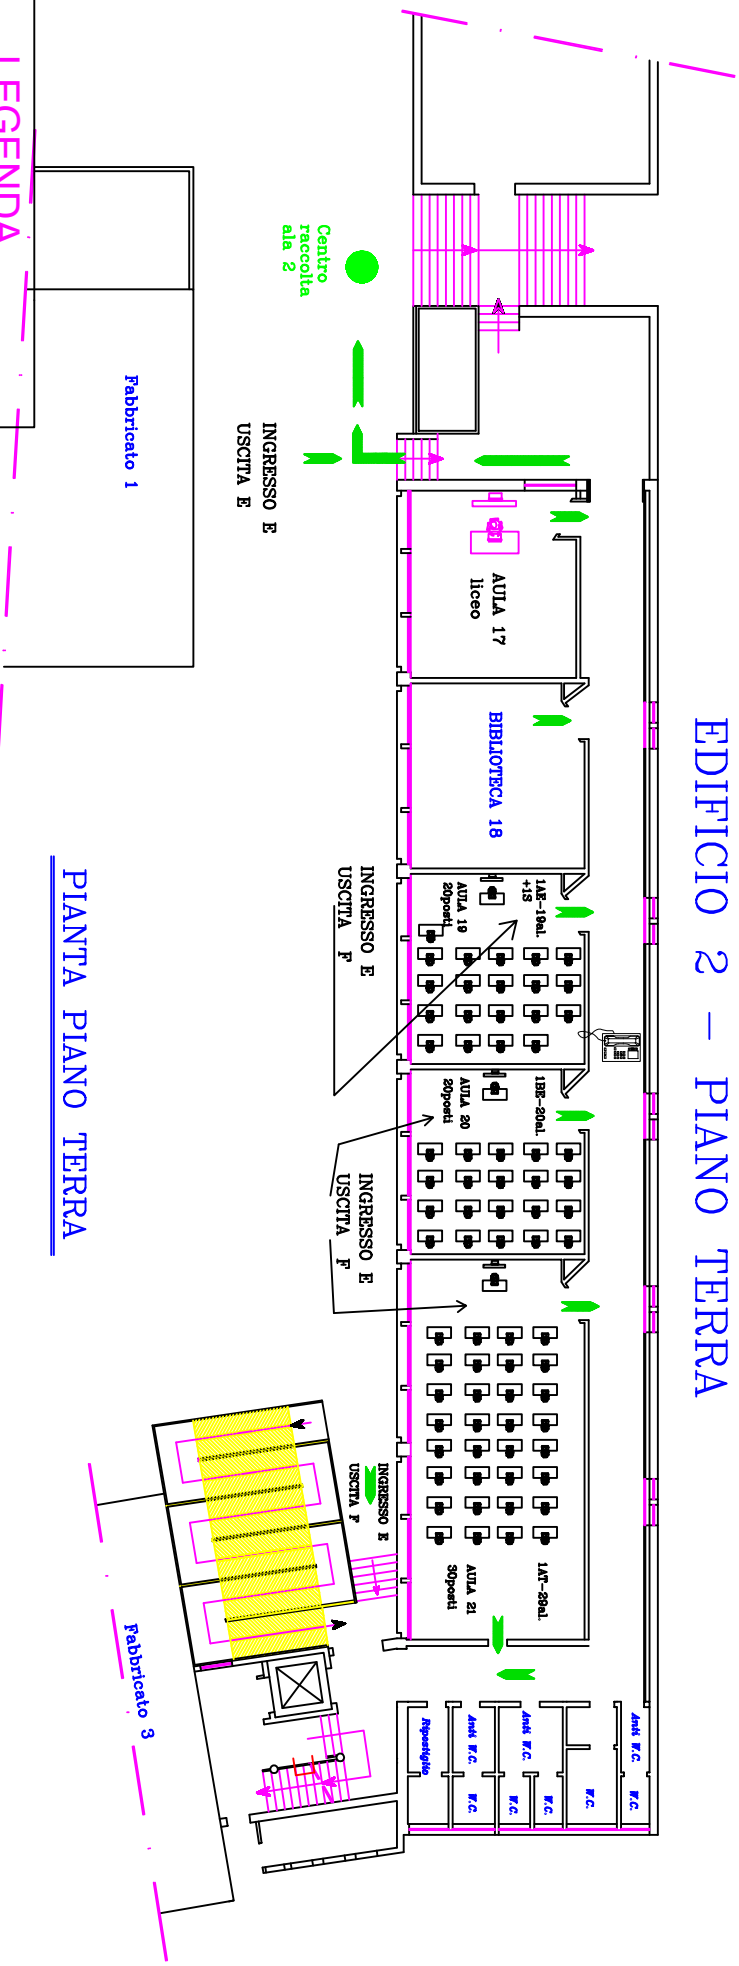 EDIFICIO 2 - PIANO TERRA
LEGENDA
Centro
raccolta
ala 2
Fabbricato 1
INGRESSO E
USCITA E
AULA 17
liceo
BIBLIOTECA 18
1AE-19al.
+1S
AULA 19
20posti
INGRESSO E
USCITA F
1BE-20al.
AULA 20
20posti
INGRESSO E
USCITA F
PIANTA PIANO TERRA
1AT-29al.
AULA 21
30posti
INGRESSO E
USCITA F
Fabbricato 3
Anti W.C.
W.C.
W.C.
Anti W.C.
W.C.
W.C.
Anti W.C.
W.C.
Ripostiglio